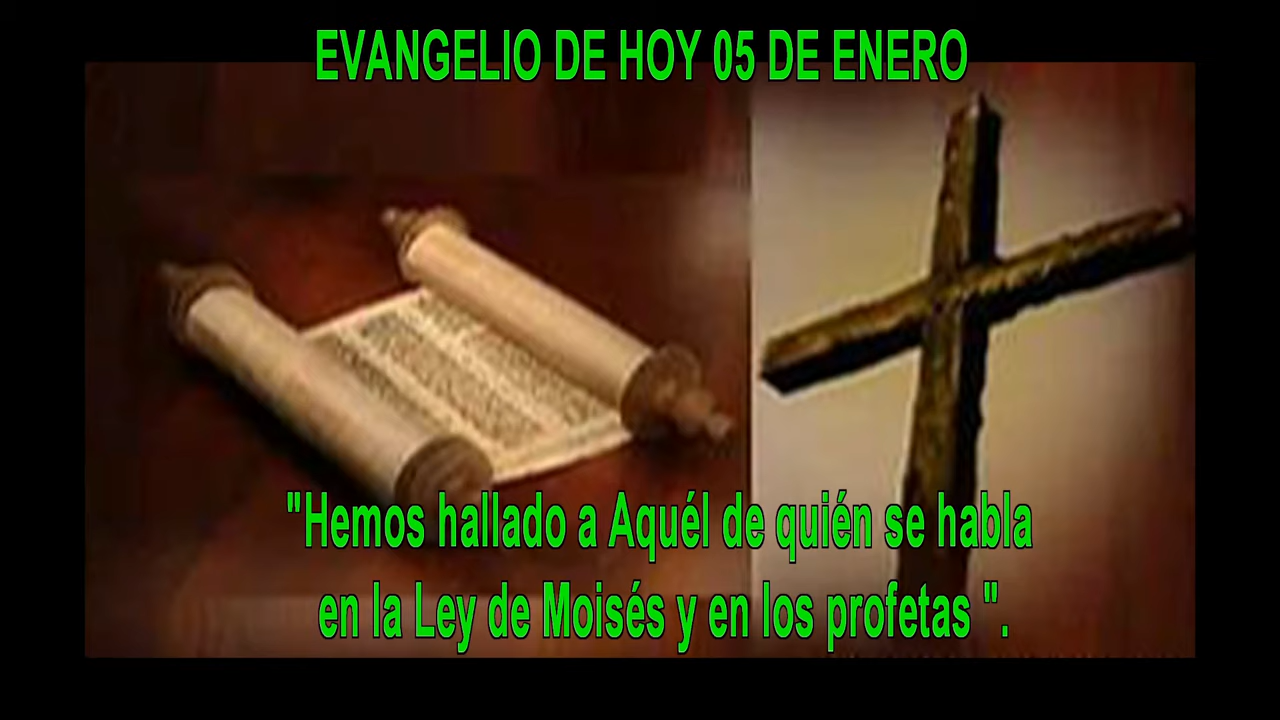 EVANGELIO DE HOY 05 DE ENERO
"Hemos hallado a Aquél de quién se habla
en la Ley de Moisés y en los profetas ".